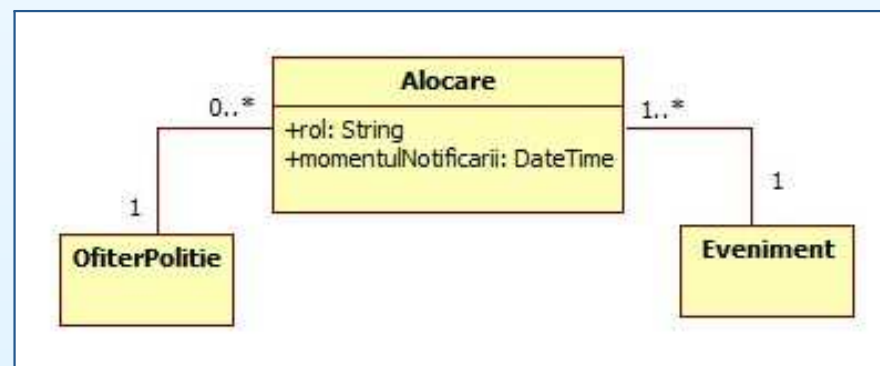 Alocare
0..*
1..*
+rol: String
+momentulNotificarii: DateTime
1
1
OfiterPolitie
Eveniment